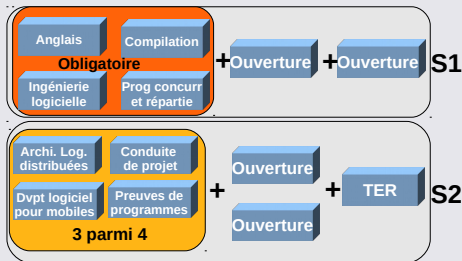 Anglais
Compilation
Obligatoire
Ingénierie
logicielle
Prog concurr
et répartie
+
Ouverture
+
Ouverture
S1
Archi. Log.
distribuées
Conduite
de projet
Dvpt logiciel
pour mobiles
Preuves de
programmes
3 parmi 4
+
Ouverture
Ouverture
+
TER
S2